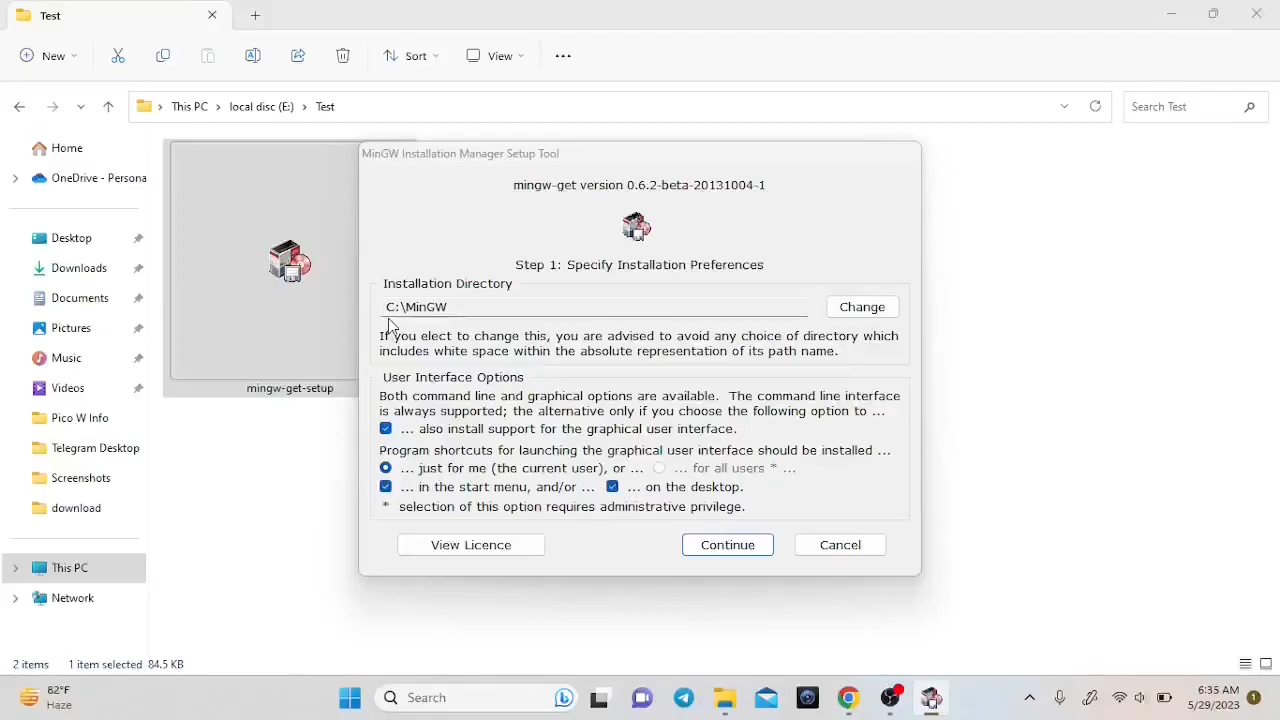 Test
New
Sort
View
This PC
local disc (E:)
Test
Search Test
Home
OneDrive - Persona
Desktop
Downloads
Documents
Pictures
Music
Videos
Pico W Info
Telegram Desktop
Screenshots
download
This PC
Network
mingw-get-setup
MinGW Installation Manager Setup Tool
mingw-get version 0.6.2-beta-20131004-1
Step 1: Specify Installation Preferences
Installation Directory
C:\MinGW
Change
If you elect to change this, you are advised to avoid any choice of directory which
includes white space within the absolute representation of its path name.
User Interface Options
Both command line and graphical options are available. The command line interface
is always supported; the alternative only if you choose the following option to ...
... also install support for the graphical user interface.
Program shortcuts for launching the graphical user interface should be installed ...
... just for me (the current user), or ... ... for all users * ...
... in the start menu, and/or ... ... on the desktop.
* selection of this option requires administrative privilege.
View Licence
Continue
Cancel
2 items 1 item selected 84.5 KB
82°F
Haze
Search
6:35 AM
5/29/2023
1